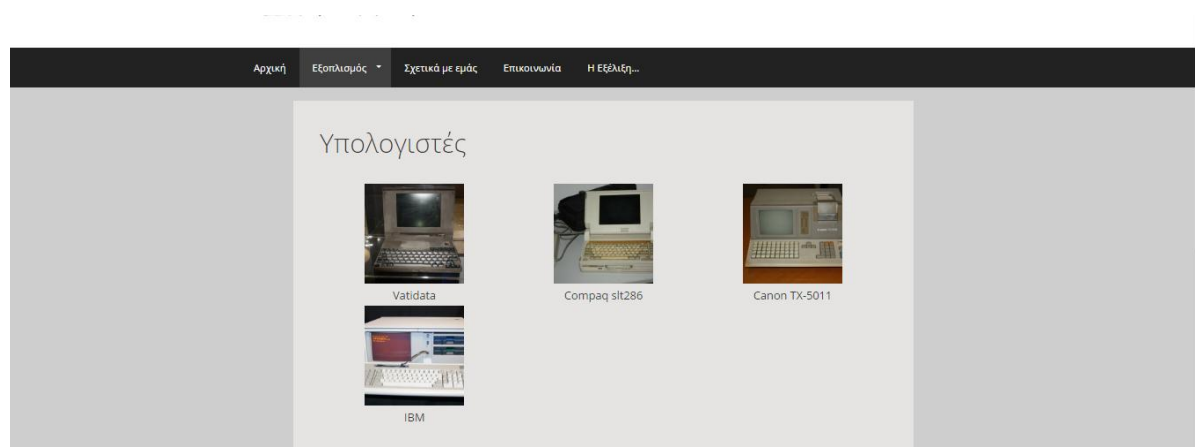 Αρχική Εξοπλισμός Σχετικά με εμάς Επικοινωνία Η Εξέλιξη...
Υπολογιστές
Vatidata Compaq slt286 Canon TX-5011
IBM